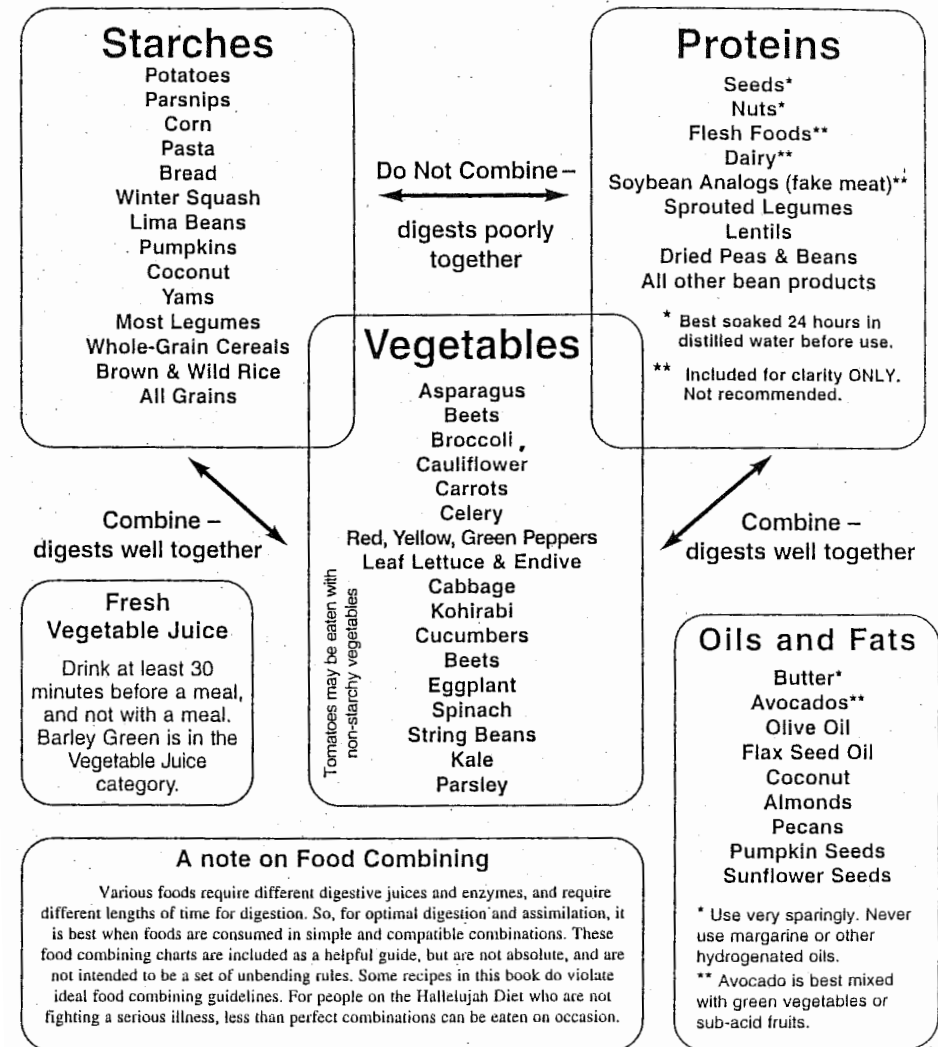 Starches
Potatoes
Parsnips
Corn
Pasta
Bread
Winter Squash
Lima Beans
Pumpkins
Coconut
Yams
Most Legumes
Whole-Grain Cereals
Brown & Wild Rice
All Grains
Do Not Combine –
digests poorly
together
Proteins
Seeds*
Nuts*
Flesh Foods**
Dairy**
Soybean Analogs (fake meat)**
Sprouted Legumes
Lentils
Dried Peas & Beans
All other bean products
* Best soaked 24 hours in
distilled water before use.
** Included for clarity ONLY.
Not recommended.
Vegetables
Asparagus
Beets
Broccoli
Cauliflower
Carrots
Celery
Red, Yellow, Green Peppers
Leaf Lettuce & Endive
Cabbage
Kohirabi
Cucumbers
Beets
Eggplant
Spinach
String Beans
Kale
Parsley
Tomatoes may be eaten with
non-starchy vegetables
Combine –
digests well together
Combine –
digests well together
Fresh
Vegetable Juice
Drink at least 30
minutes before a meal,
and not with a meal.
Barley Green is in the
Vegetable Juice
category.
Oils and Fats
Butter*
Avocados**
Olive Oil
Flax Seed Oil
Coconut
Almonds
Pecans
Pumpkin Seeds
Sunflower Seeds
* Use very sparingly. Never
use margarine or other
hydrogenated oils.
** Avocado is best mixed
with green vegetables or
sub-acid fruits.
A note on Food Combining
Various foods require different digestive juices and enzymes, and require
different lengths of time for digestion. So, for optimal digestion and assimilation, it
is best when foods are consumed in simple and compatible combinations. These
food combining charts are included as a helpful guide, but are not absolute, and are
not intended to be a set of unbending rules. Some recipes in this book do violate
ideal food combining guidelines. For people on the Hallelujah Diet who are not
fighting a serious illness, less than perfect combinations can be eaten on occasion.